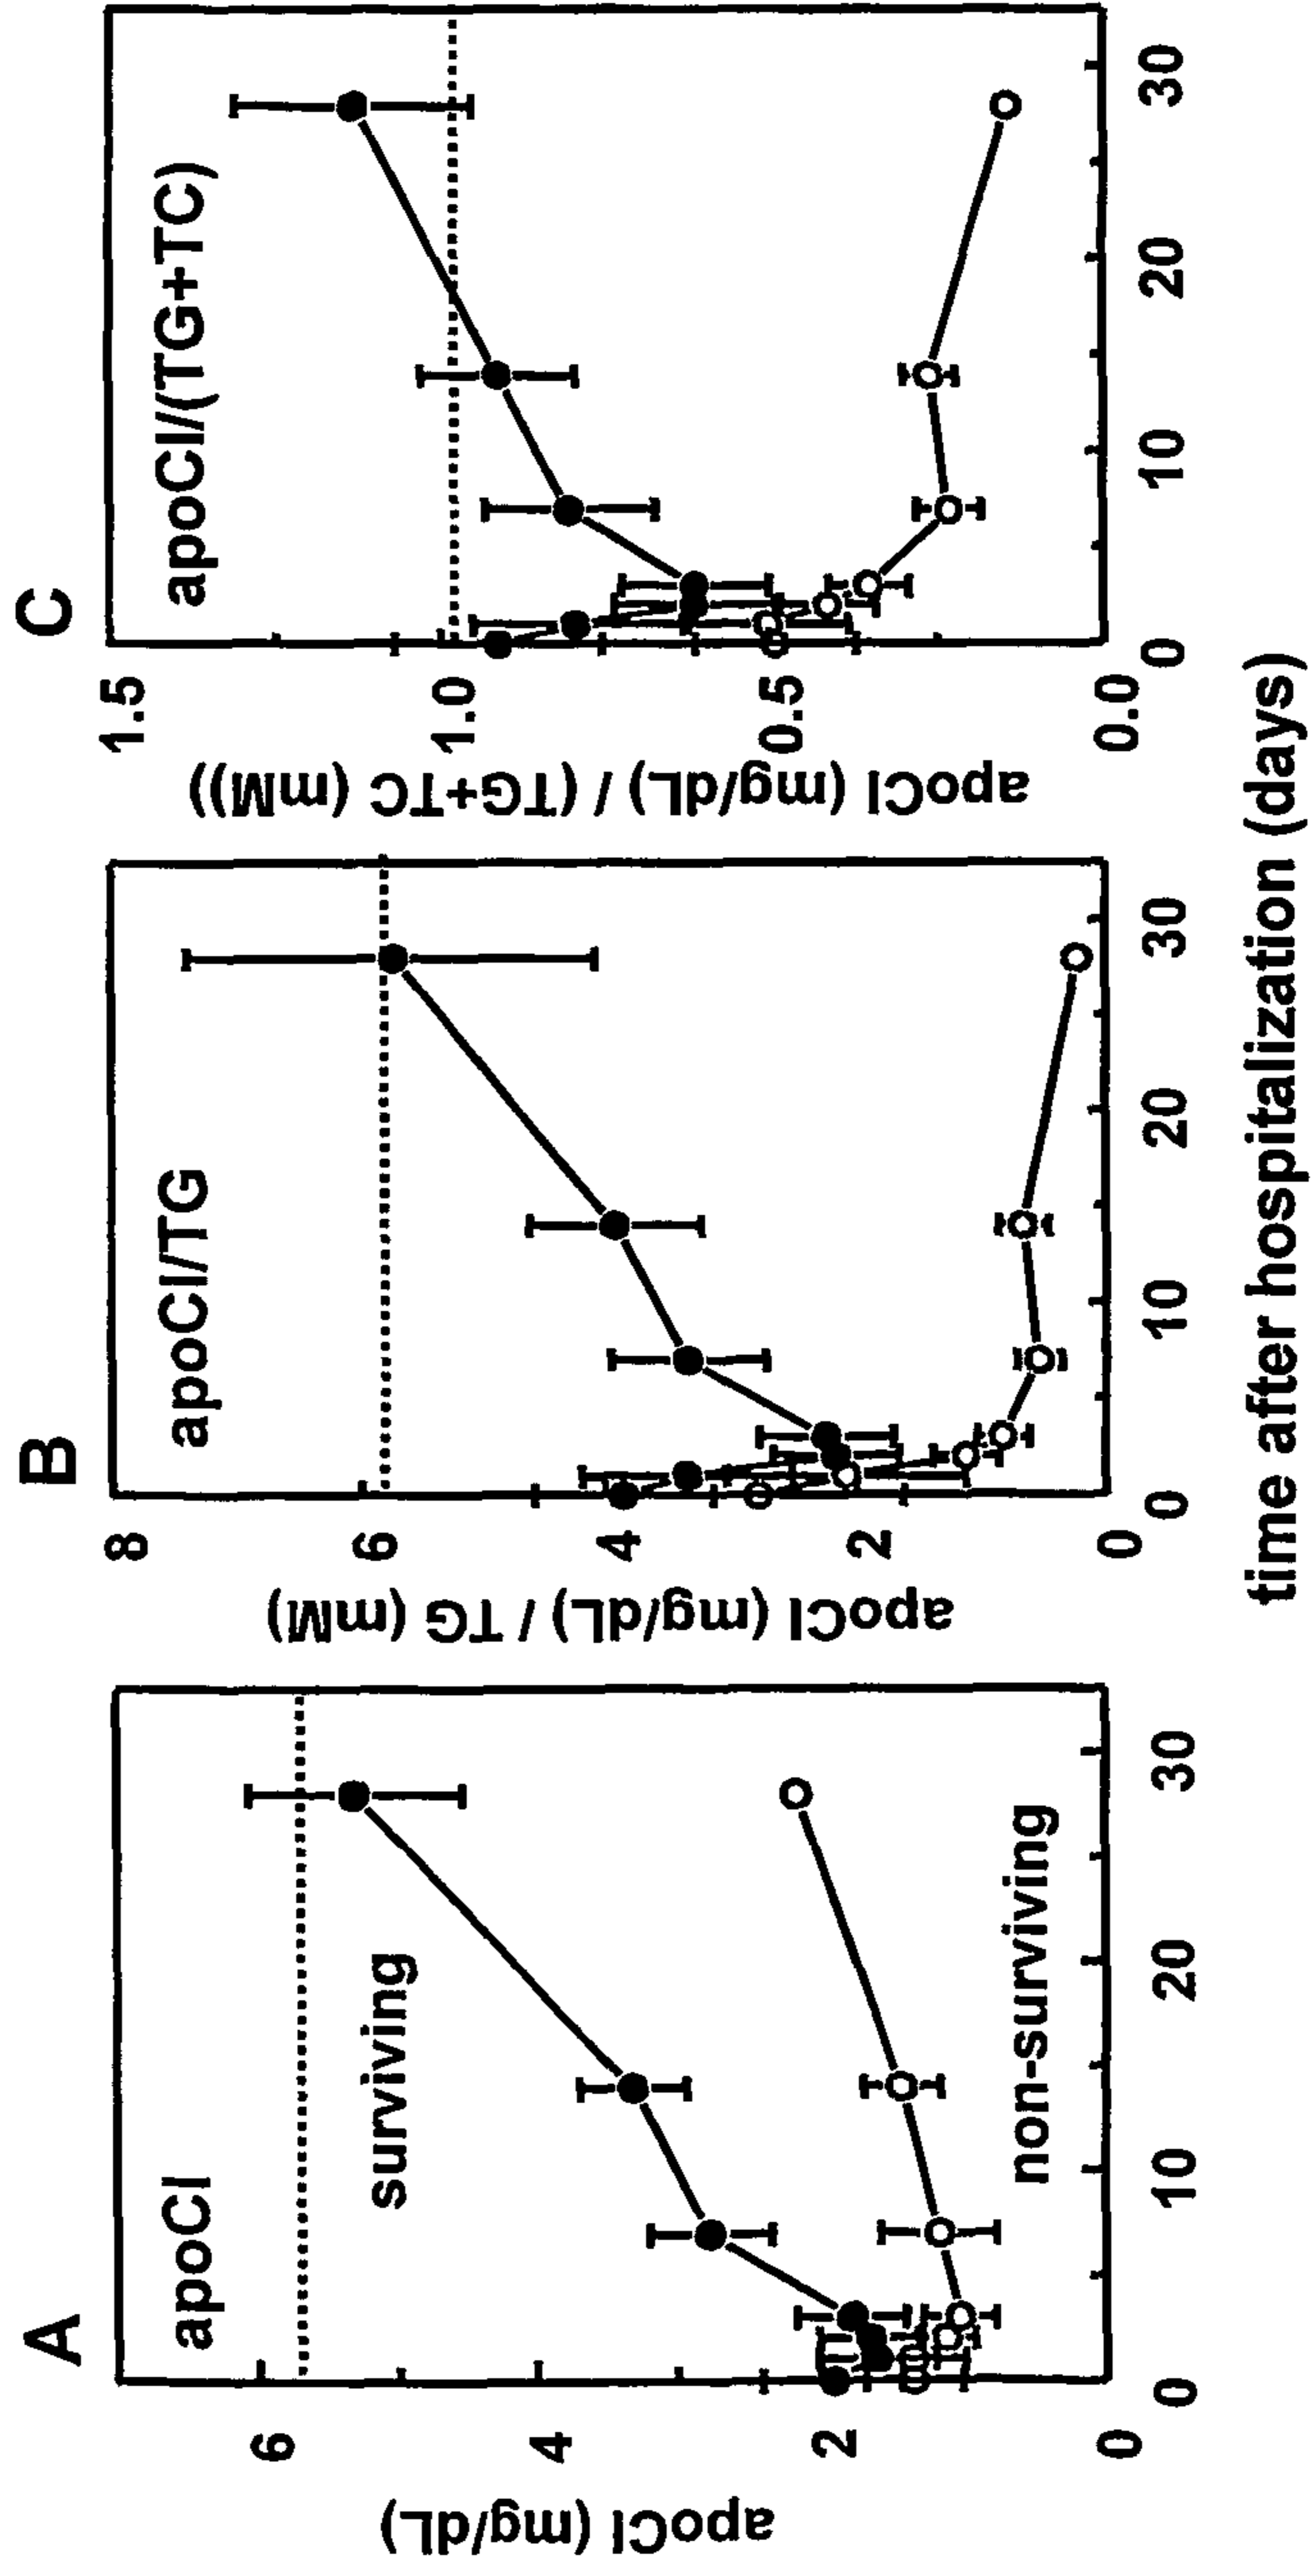 A
apoCI
surviving
non-surviving
apoCI (mg/dL)
6
4
2
0
0 10 20 30
B
apoCI/TG
apoCI (mg/dL) / TG (mM)
8
6
4
2
0
0 10 20 30
C
apoCI/(TG+TC)
apoCI (mg/dL) / (TG+TC (mM))
1.5
1.0
0.5
0.0
0 10 20 30
time after hospitalization (days)